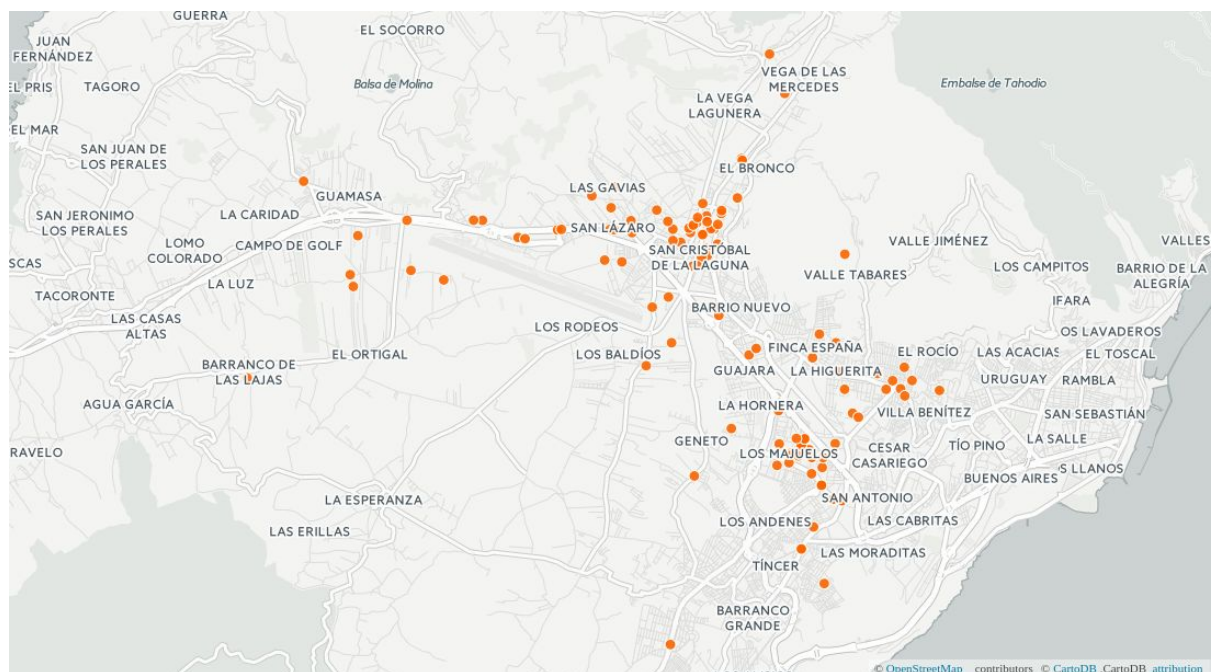 GUERRA
EL SOCORRO
JUAN
FERNÁNDEZ
VEGA DE LAS
MERCEDES
EL PRIS
TAGORO
Balsa de Molina
Embalse de Tahodio
LA VEGA
LAGUNERA
DEL MAR
SAN JUAN DE
LOS PERALES
EL BRONCO
LAS GAVIAS
GUAMASA
SAN JERONIMO
LOS PERALES
LA CARIDAD
SAN LÁZARO
CAMPO DE GOLF
LOMO
COLORADO
SAN CRISTÓBAL
DE LA LAGUNA
VALLE JIMÉNEZ
VALLES
SCAS
LA LUZ
VALLE TABARES
LOS CAMPITOS
BARRIO DE LA
ALEGRÍA
TACORONTE
IFARA
LAS CASAS
ALTAS
BARRIO NUEVO
LOS RODEOS
OS LAVADEROS
EL ORTIGAL
LOS BALDÍOS
FINCA ESPAÑA
EL ROCÍO
LAS ACACIAS
EL TOSCAL
BARRANCO DE
LAS LAJAS
GUAJARA
LA HIGUERITA
URUGUAY
RAMBLA
AGUA GARCÍA
LA HORNERA
VILLA BENÍTEZ
SAN SEBASTIÁN
GENETO
TÍO PINO
LA SALLE
RAVELO
LOS MAJUELOS
CESAR
CASARIEGO
BUENOS AIRES
S LLANOS
LA ESPERANZA
SAN ANTONIO
LAS ERILLAS
LOS ANDENES
LAS CABRITAS
LAS MORADITAS
TÍNCER
BARRANCO
GRANDE
© OpenStreetMap contributors © CartoDB ,CartoDB attribution